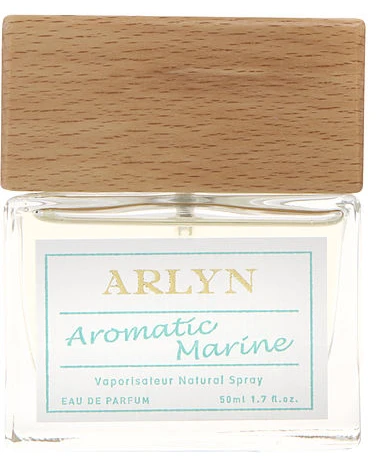 ARLYN
Aromatic
Marine
Vaporisateur Natural Spray
EAU DE PARFUM 50ml 1.7 fl.oz.